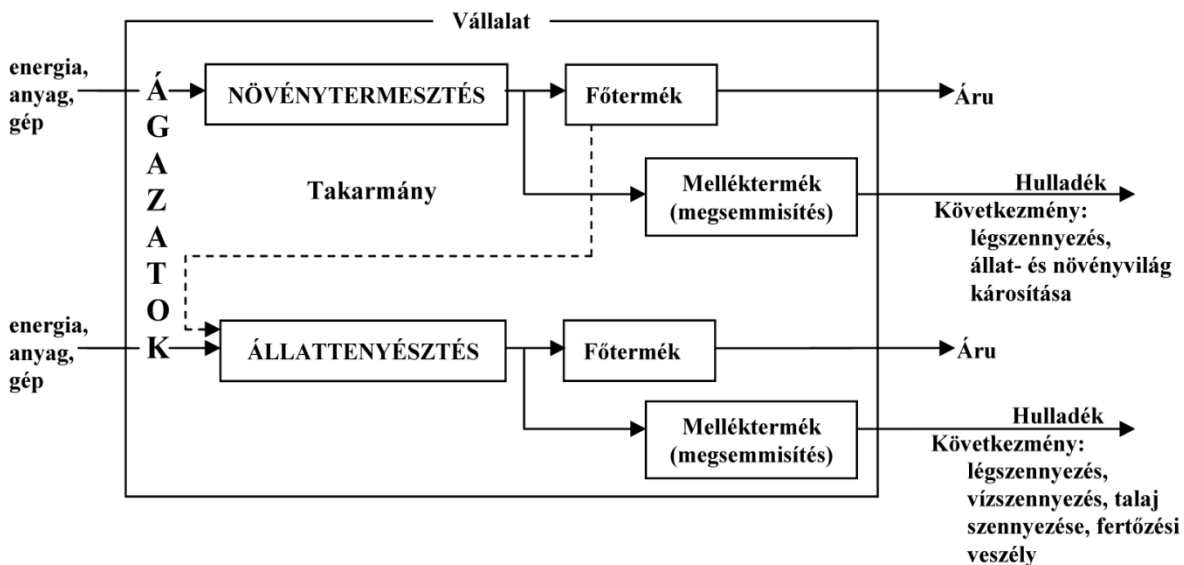 Vállalat
energia,
anyag,
gép
ÁGAZATOK
NÖVÉNYTERMESZTÉS
Főtermék
Áru
Takarmány
Melléktermék
(megsemmisítés)
Hulladék
Következmény:
légszennyezés,
állat- és növényvilág
károsítása
energia,
anyag,
gép
ÁLLATTENYÉSZTÉS
Főtermék
Áru
Melléktermék
(megsemmisítés)
Hulladék
Következmény:
légszennyezés,
vízszennyezés, talaj
szennyezése, fertőzési
veszély